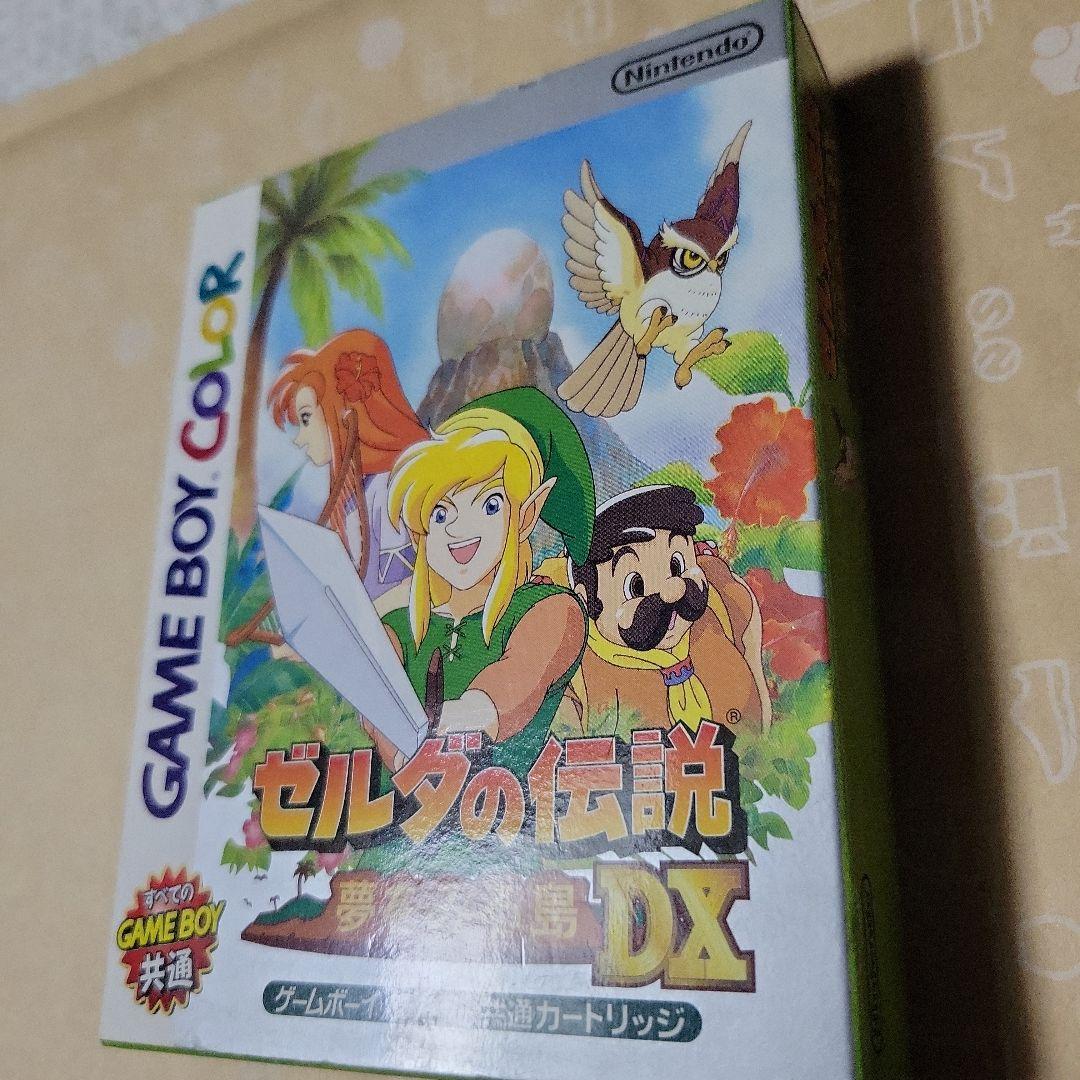 Nintendo®
GAME BOY COLOR
ゼルダの伝説®
夢 島 DX
すべての
GAME BOY
共通
ゲームボーイ 共通カートリッジ